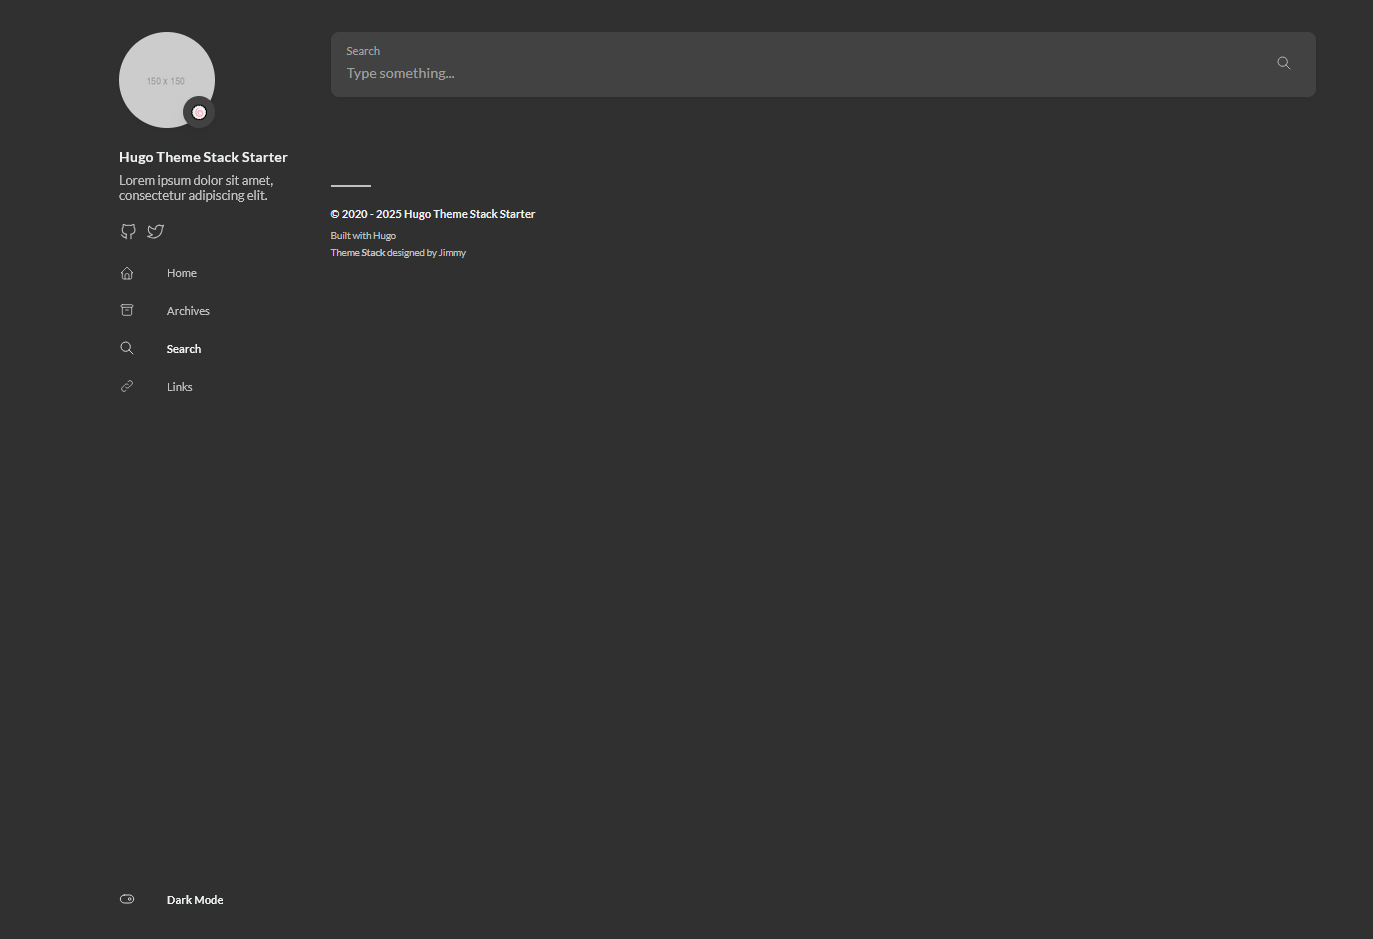 150 x 150
Hugo Theme Stack Starter
Lorem ipsum dolor sit amet,
consectetur adipiscing elit.
Home
Archives
Search
Links
Dark Mode
Search
Type something...
© 2020 - 2025 Hugo Theme Stack Starter
Built with Hugo
Theme Stack designed by Jimmy